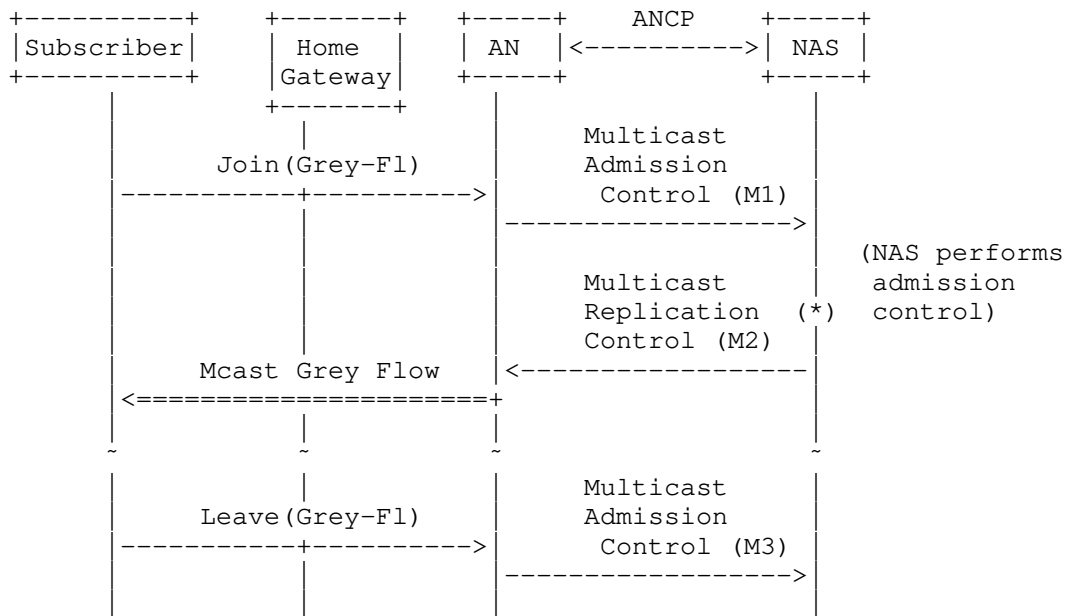 +----------+    +-------+   +-----+   ANCP    +-----+
|Subscriber|    | Home  |   | AN  |<---------->| NAS |
+----------+    |Gateway|   +-----+           +-----+
                +-------+
Multicast
Join(Grey-Fl)    Admission
-----------+---------->|    Control (M1)
------------------>|
(NAS performs
Multicast    admission
Replication (*)  control)
Control (M2)
Mcast Grey Flow    |<------------------
|<======================+
~    ~    ~    ~
Multicast
Leave(Grey-Fl)    Admission
|-----------+---------->|    Control (M3)
|------------------>|